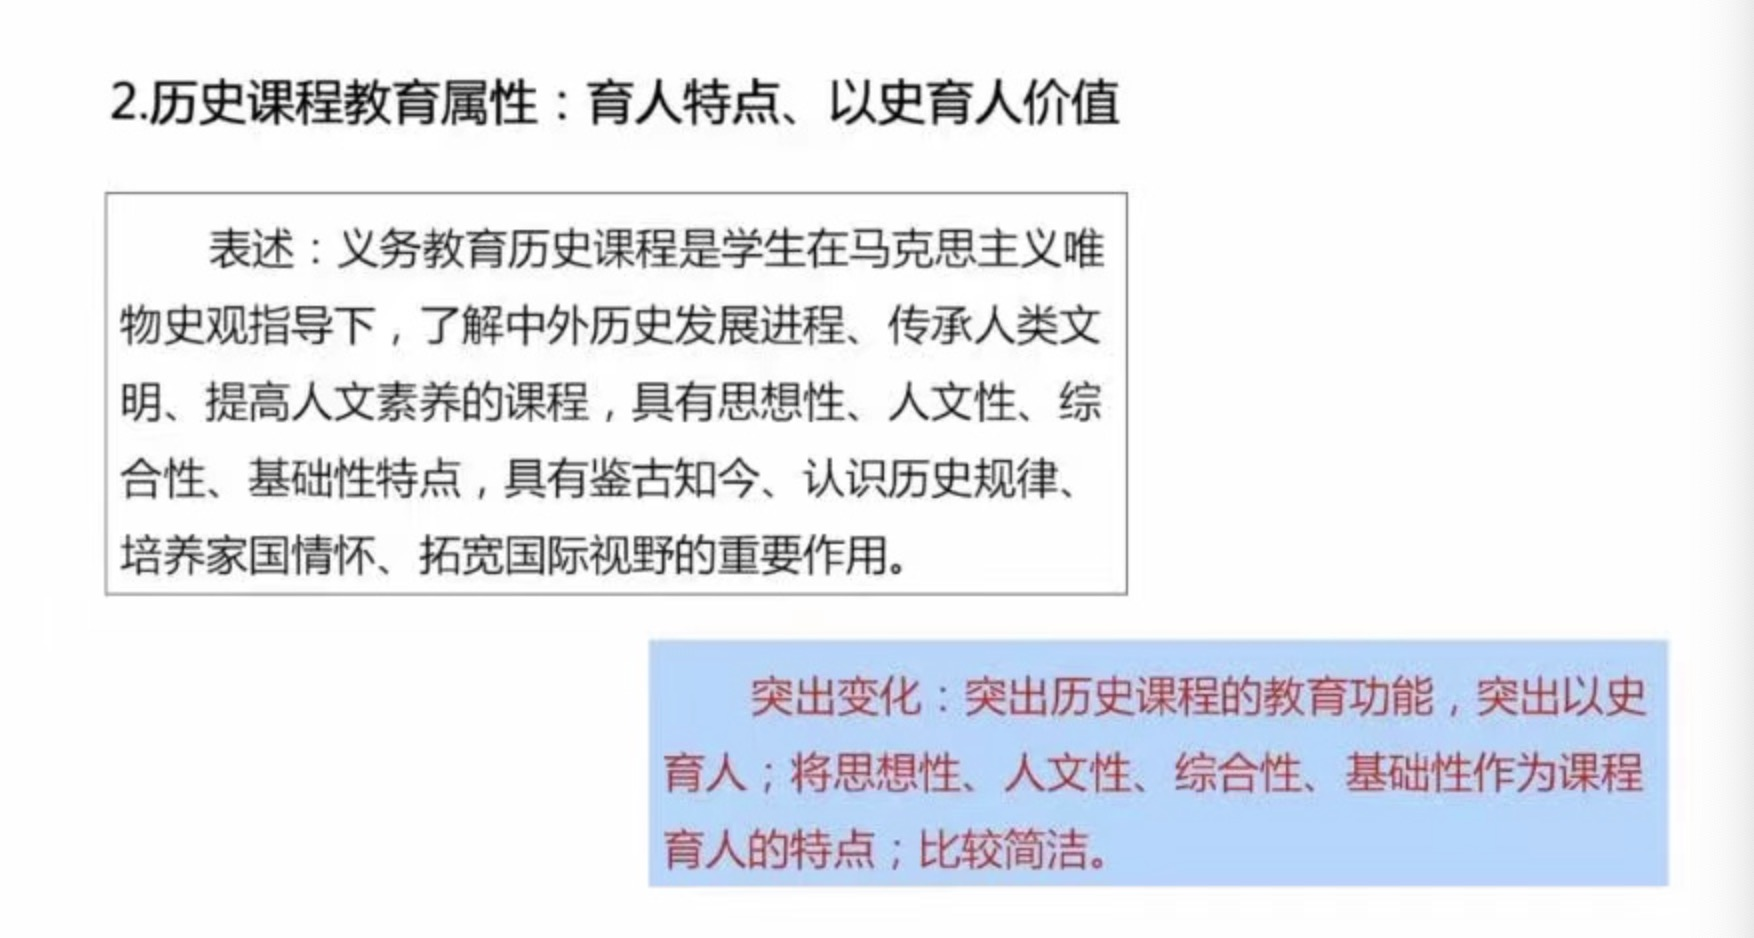 2.历史课程教育属性：育人特点、以史育人价值
表述：义务教育历史课程是学生在马克思主义唯
物史观指导下，了解中外历史发展进程、传承人类文
明、提高人文素养的课程，具有思想性、人文性、综
合性、基础性特点，具有鉴古知今、认识历史规律、
培养家国情怀、拓宽国际视野的重要作用。
突出变化：突出历史课程的教育功能，突出以史
育人；将思想性、人文性、综合性、基础性作为课程
育人的特点；比较简洁。